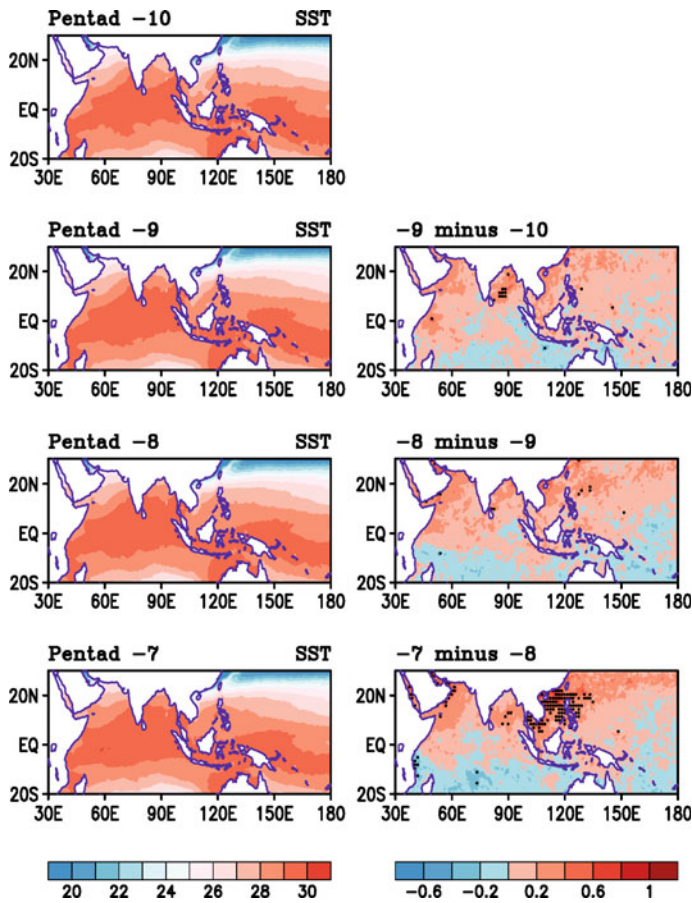 Pentad −10 SST
20N
EQ
20S
30E 60E 90E 120E 150E 180
Pentad −9 SST
−9 minus −10
20N
EQ
20S
30E 60E 90E 120E 150E 180
20N
EQ
20S
30E 60E 90E 120E 150E 180
Pentad −8 SST
−8 minus −9
20N
EQ
20S
30E 60E 90E 120E 150E 180
20N
EQ
20S
30E 60E 90E 120E 150E 180
Pentad −7 SST
−7 minus −8
20N
EQ
20S
30E 60E 90E 120E 150E 180
20N
EQ
20S
30E 60E 90E 120E 150E 180
20 22 24 26 28 30
−0.6 −0.2 0.2 0.6 1